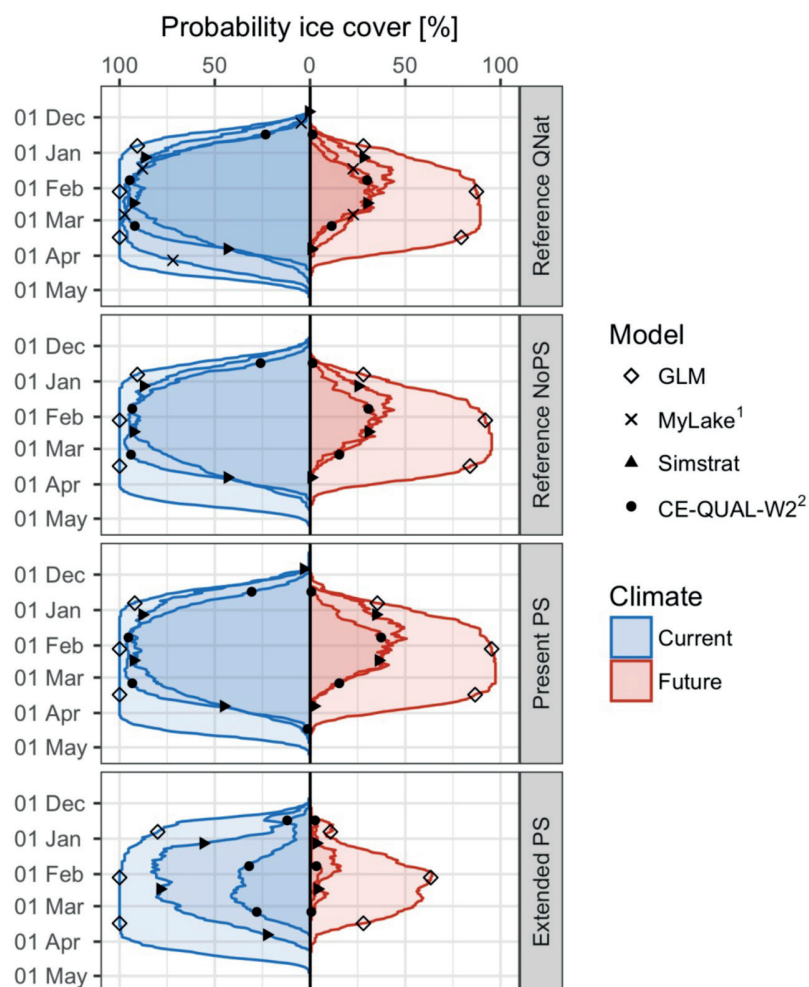 Probability ice cover [%]
100 50 0 50 100
01 Dec
01 Jan
01 Feb
01 Mar
01 Apr
01 May
Reference QNat
01 Dec
01 Jan
01 Feb
01 Mar
01 Apr
01 May
Reference NoPS
01 Dec
01 Jan
01 Feb
01 Mar
01 Apr
01 May
Present PS
01 Dec
01 Jan
01 Feb
01 Mar
01 Apr
01 May
Extended PS
Model
GLM
MyLake¹
Simstrat
CE-QUAL-W2²
Climate
Current
Future